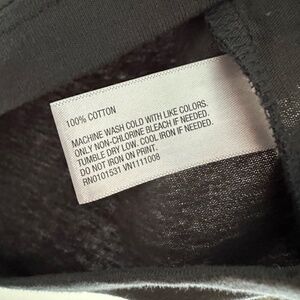 100% COTTON
MACHINE WASH COLD WITH LIKE COLORS.
ONLY NON-CHLORINE BLEACH IF NEEDED.
TUMBLE DRY LOW. COOL IRON IF NEEDED.
DO NOT IRON ON PRINT.
RN0101531 VN1111008